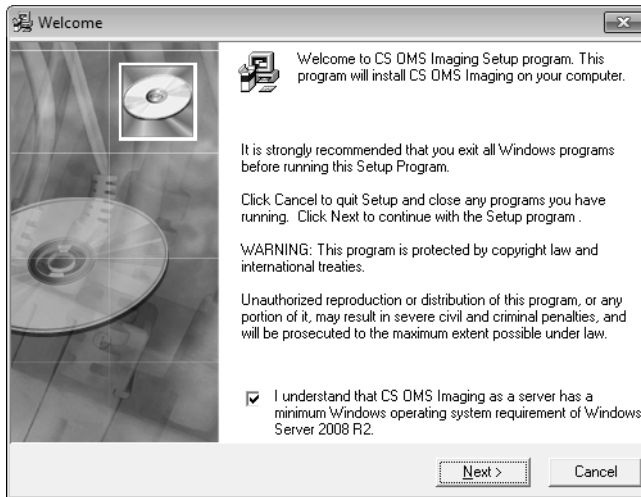 Welcome
Welcome to CS OMS Imaging Setup program. This
program will install CS OMS Imaging on your computer.
It is strongly recommended that you exit all Windows programs
before running this Setup Program.
Click Cancel to quit Setup and close any programs you have
running. Click Next to continue with the Setup program .
WARNING: This program is protected by copyright law and
international treaties.
Unauthorized reproduction or distribution of this program, or any
portion of it, may result in severe civil and criminal penalties, and
will be prosecuted to the maximum extent possible under law.
I understand that CS OMS Imaging as a server has a
minimum Windows operating system requirement of Windows
Server 2008 R2.
Next >
Cancel